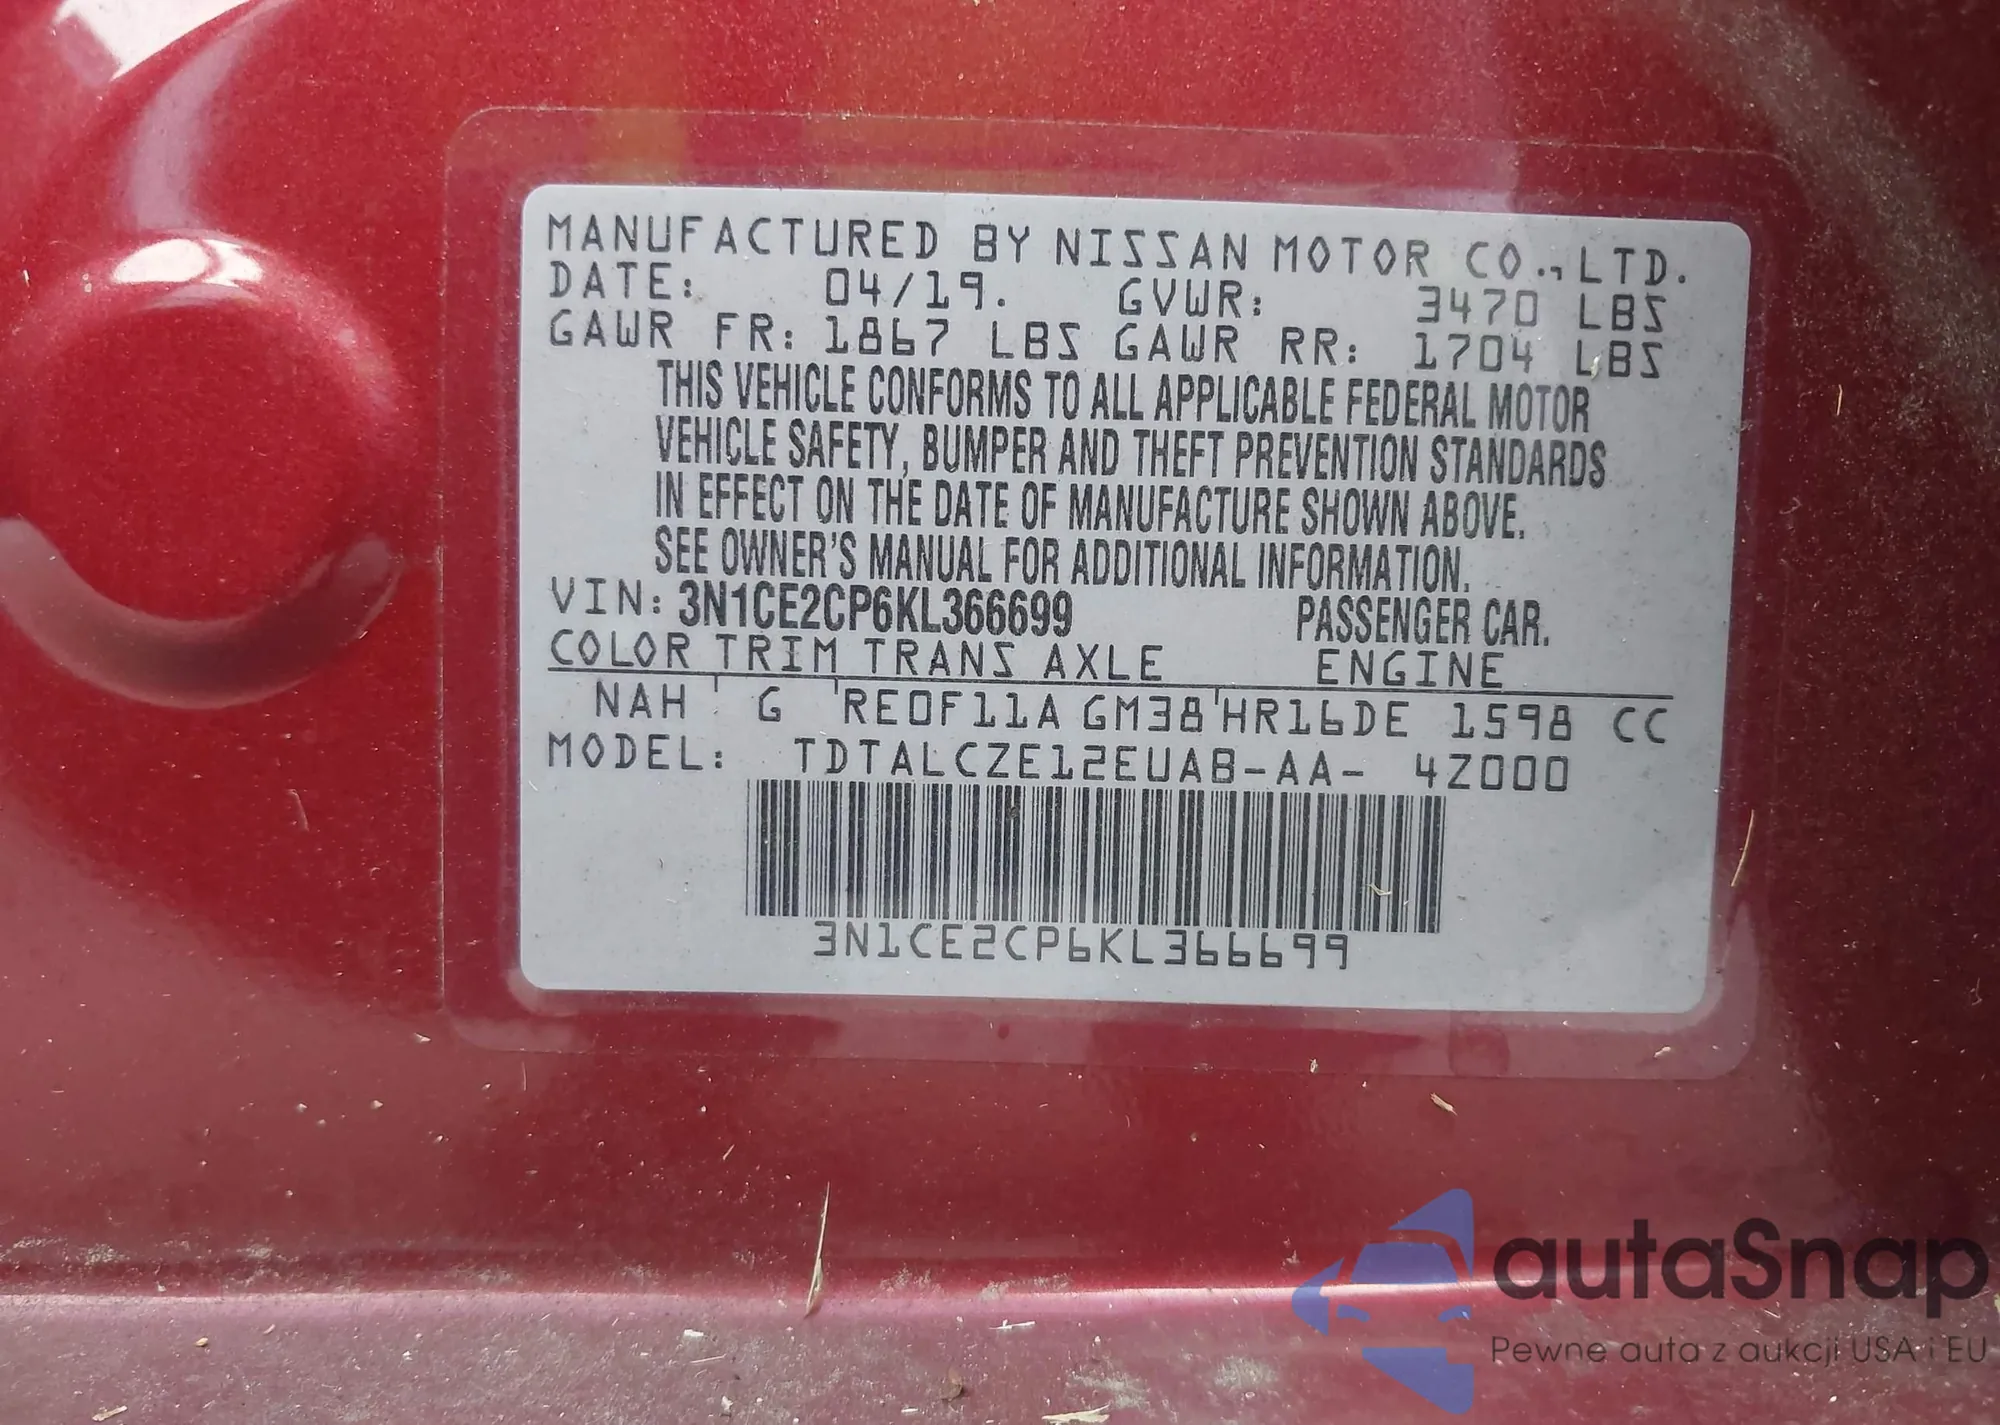 MANUFACTURED BY NISSAN MOTOR CO., LTD.
DATE: 04/19. GVWR: 3470 LBS
GAWR FR: 1867 LBS GAWR RR: 1704 LBS
THIS VEHICLE CONFORMS TO ALL APPLICABLE FEDERAL MOTOR
VEHICLE SAFETY, BUMPER AND THEFT PREVENTION STANDARDS
IN EFFECT ON THE DATE OF MANUFACTURE SHOWN ABOVE.
SEE OWNER'S MANUAL FOR ADDITIONAL INFORMATION.
VIN: 3N1CE2CP6KL366699 PASSENGER CAR.
COLOR TRIM TRANS AXLE ENGINE
NAH G RE0F11A GM38 HR16DE 1598 CC
MODEL: TDTALCZE12EUAB-AA- 4Z000
3N1CE2CP6KL366699
autaSnap
Pewne auta z aukcji USA i EU